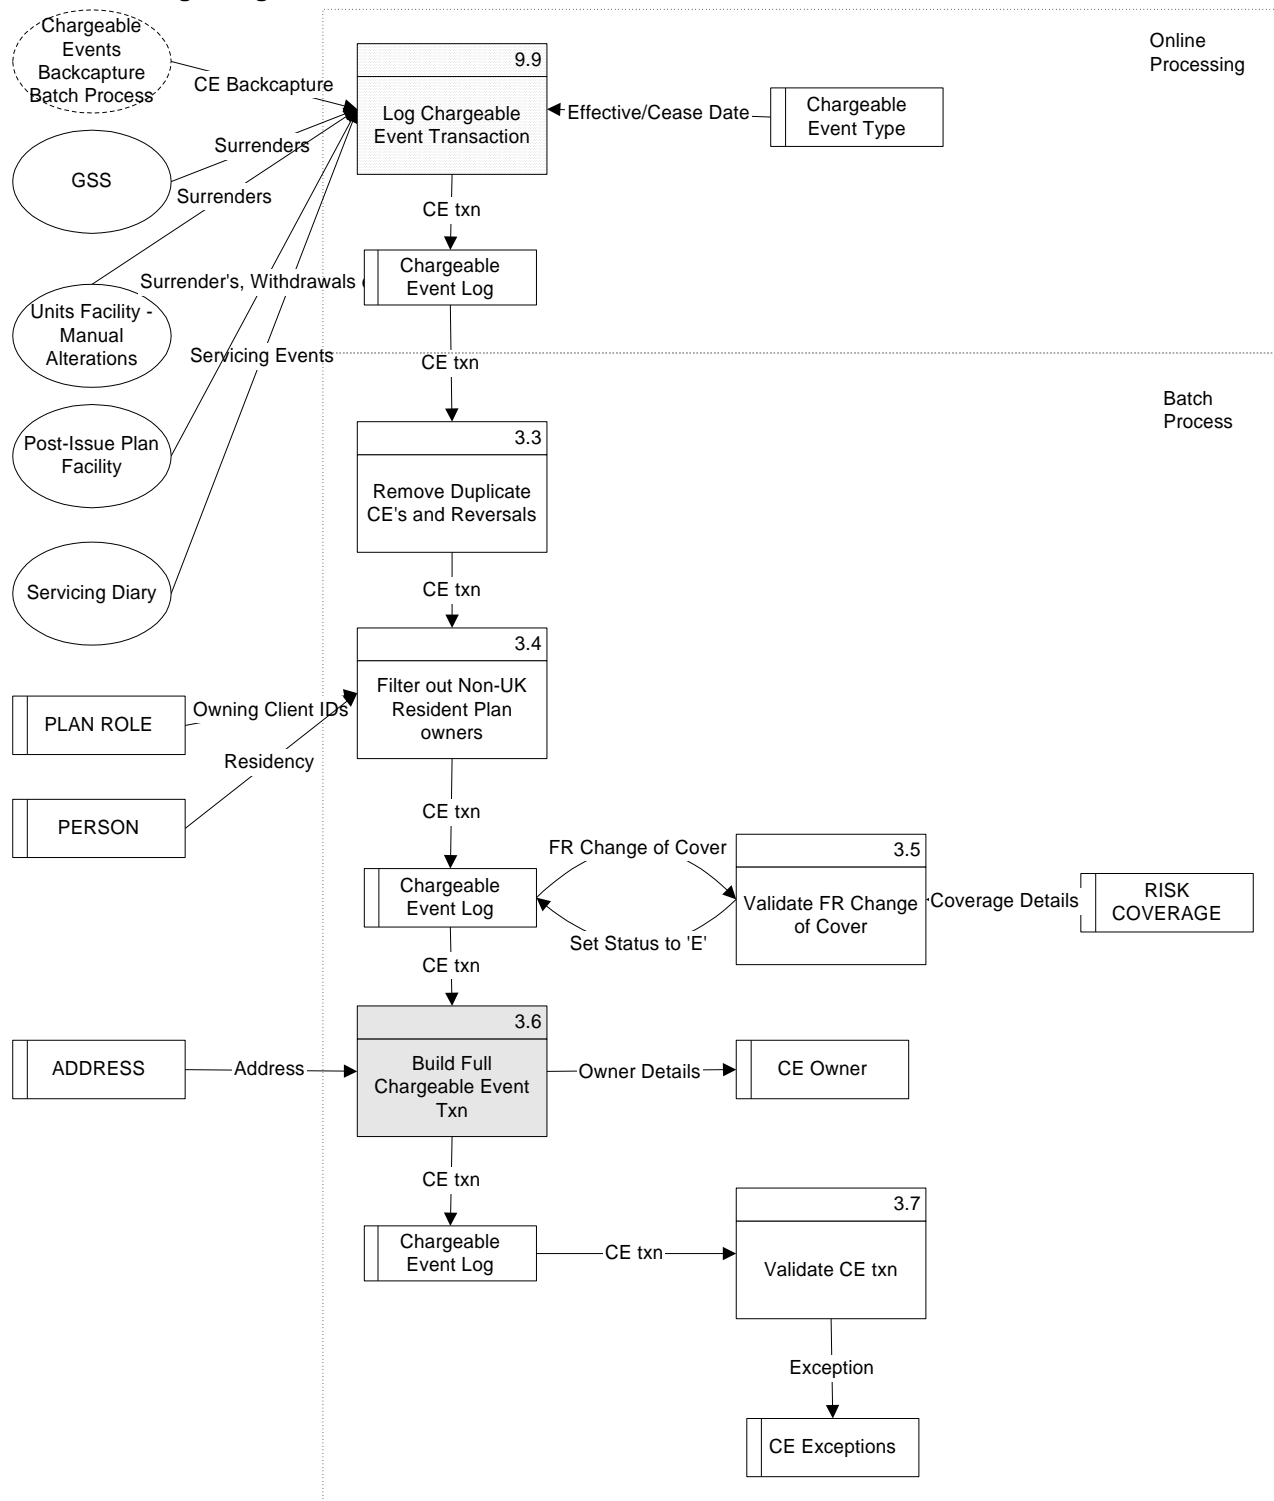 Chargeable
Events
Backcapture
Batch Process
CE Backcapture
9.9
Log Chargeable
Event Transaction
Effective/Cease Date
Chargeable
Event Type
Online
Processing
GSS
Surrenders
Surrenders
CE txn
Surrender's, Withdrawals
Chargeable
Event Log
Units Facility -
Manual
Alterations
Servicing Events
CE txn
Batch
Process
Post-Issue Plan
Facility
3.3
Remove Duplicate
CE's and Reversals
Servicing Diary
CE txn
3.4
Filter out Non-UK
Resident Plan
owners
PLAN ROLE
Owning Client IDs
Residency
PERSON
CE txn
Chargeable
Event Log
FR Change of Cover
3.5
Validate FR Change
of Cover
Coverage Details
RISK
COVERAGE
Set Status to 'E'
CE txn
3.6
Build Full
Chargeable Event
Txn
ADDRESS
Address
Owner Details
CE Owner
CE txn
Chargeable
Event Log
CE txn
3.7
Validate CE txn
Exception
CE Exceptions